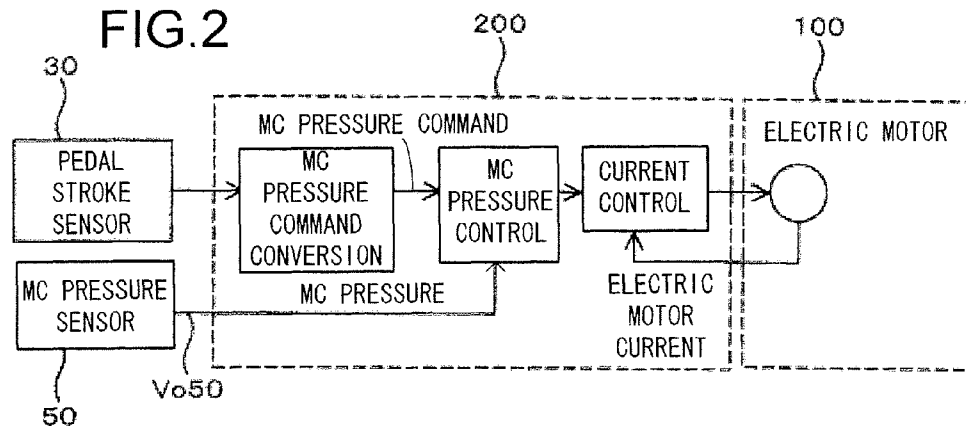 FIG.2
200
100
30
PEDAL
STROKE
SENSOR
MC PRESSURE COMMAND
MC
PRESSURE
COMMAND
CONVERSION
MC
PRESSURE
CONTROL
CURRENT
CONTROL
ELECTRIC MOTOR
MC PRESSURE
SENSOR
MC PRESSURE
ELECTRIC
MOTOR
CURRENT
Vo50
50